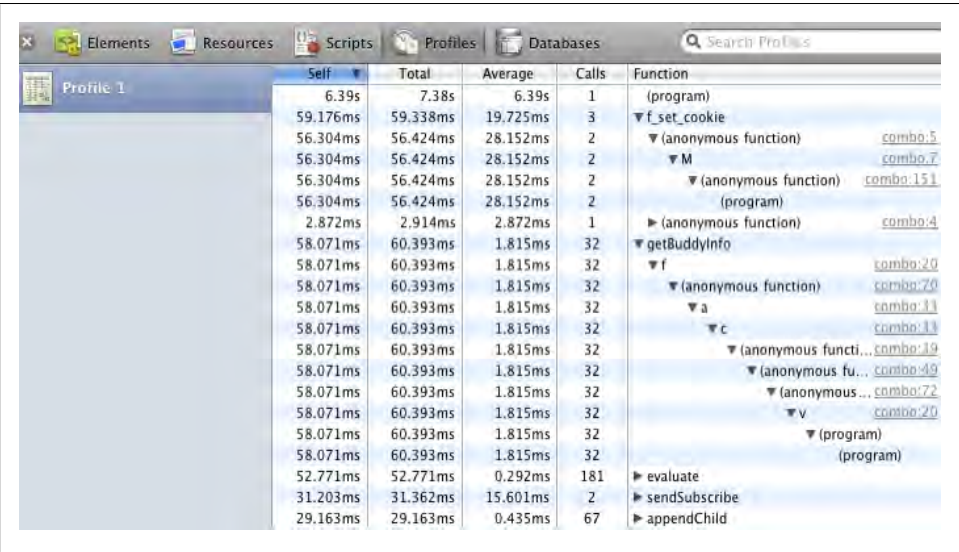 Elements Resources Scripts Profiles Databases Search Profiles
Profile 1
Self Total Average Calls Function
6.39s 7.38s 6.39s 1 (program)
59.176ms 59.338ms 19.725ms 3 f_set_cookie
56.304ms 56.424ms 28.152ms 2 (anonymous function) combo:5
56.304ms 56.424ms 28.152ms 2 M combo:7
56.304ms 56.424ms 28.152ms 2 (anonymous function) combo:151
56.304ms 56.424ms 28.152ms 2 (program)
2.872ms 2.914ms 2.872ms 1 (anonymous function) combo:4
58.071ms 60.393ms 1.815ms 32 getBuddyInfo
58.071ms 60.393ms 1.815ms 32 f combo:20
58.071ms 60.393ms 1.815ms 32 (anonymous function) combo:70
58.071ms 60.393ms 1.815ms 32 a combo:33
58.071ms 60.393ms 1.815ms 32 c combo:33
58.071ms 60.393ms 1.815ms 32 (anonymous functi... combo:39
58.071ms 60.393ms 1.815ms 32 (anonymous fu... combo:49
58.071ms 60.393ms 1.815ms 32 (anonymous ... combo:72
58.071ms 60.393ms 1.815ms 32 v combo:20
58.071ms 60.393ms 1.815ms 32 (program)
58.071ms 60.393ms 1.815ms 32 (program)
52.771ms 52.771ms 0.292ms 181 evaluate
31.203ms 31.362ms 15.601ms 2 sendSubscribe
29.163ms 29.163ms 0.435ms 67 appendChild